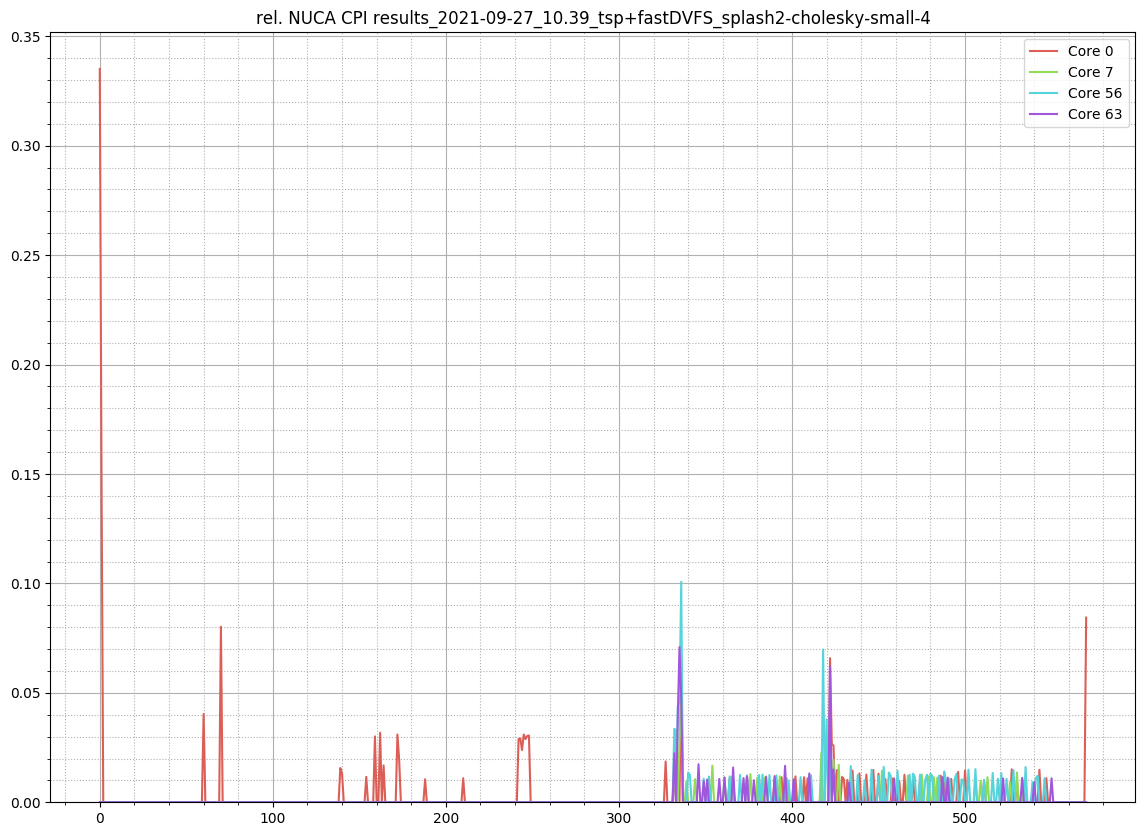 rel. NUCA CPI results_2021-09-27_10.39_tsp+fastDVFS_splash2-cholesky-small-4
0.35
Core 0
Core 7
Core 56
Core 63
0.30
0.25
0.20
0.15
0.10
0.05
0.00
0 100 200 300 400 500